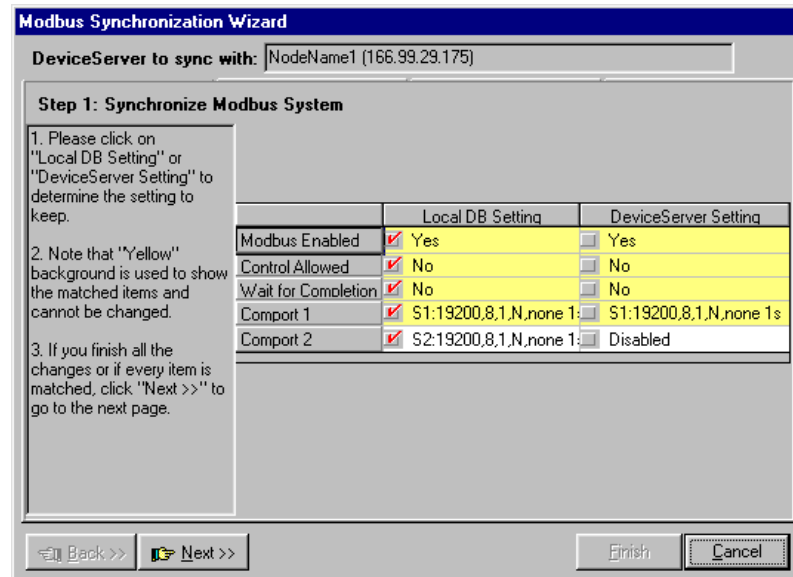 Modbus Synchronization Wizard
DeviceServer to sync with: NodeName1 (166.99.29.175)
Step 1: Synchronize Modbus System
1. Please click on
"Local DB Setting" or
"DeviceServer Setting" to
determine the setting to
keep.
2. Note that "Yellow"
background is used to show
the matched items and
cannot be changed.
3. If you finish all the
changes or if every item is
matched, click "Next >>" to
go to the next page.
Local DB Setting DeviceServer Setting
Modbus Enabled Yes Yes
Control Allowed No No
Wait for Completion No No
Comport 1 S1:19200,8,1,N,none 1s S1:19200,8,1,N,none 1s
Comport 2 S2:19200,8,1,N,none 1s Disabled
Back >> Next >> Finish Cancel